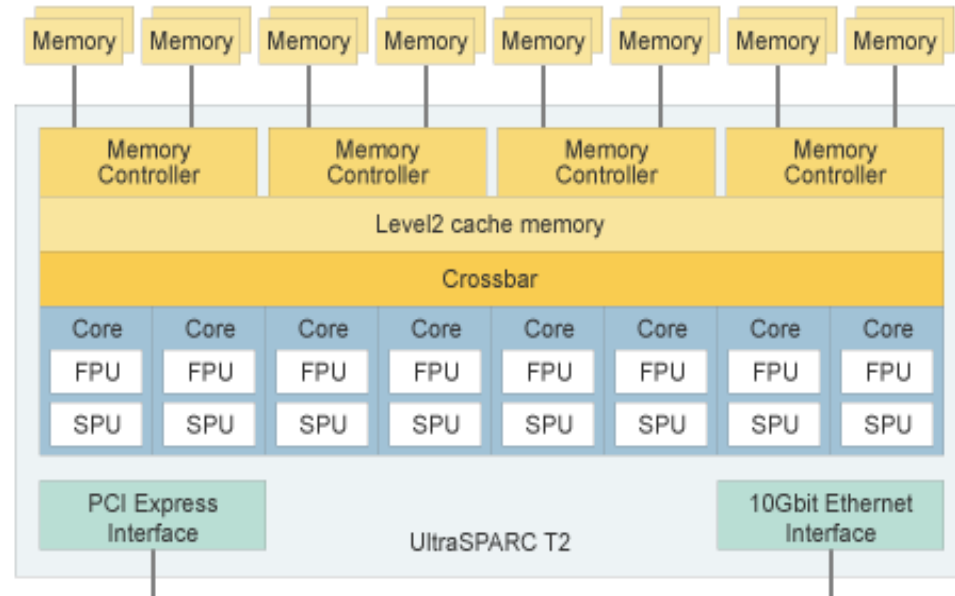 Memory Memory Memory Memory Memory Memory Memory Memory
Memory Memory Memory Memory
Controller Controller Controller Controller
Level2 cache memory
Crossbar
Core Core Core Core Core Core Core Core
FPU FPU FPU FPU FPU FPU FPU FPU
SPU SPU SPU SPU SPU SPU SPU SPU
PCI Express 10Gbit Ethernet
Interface Interface
UltraSPARC T2